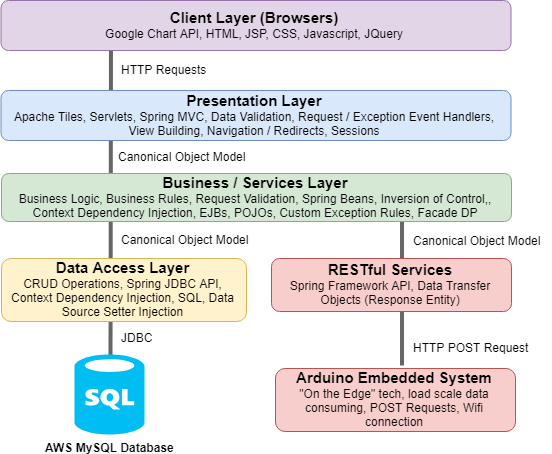 Client Layer (Browsers)
Google Chart API, HTML, JSP, CSS, Javascript, JQuery
HTTP Requests
Presentation Layer
Apache Tiles, Servlets, Spring MVC, Data Validation, Request / Exception Event Handlers,
View Building, Navigation / Redirects, Sessions
Canonical Object Model
Business / Services Layer
Business Logic, Business Rules, Request Validation, Spring Beans, Inversion of Control,,
Context Dependency Injection, EJBs, POJOs, Custom Exception Rules, Facade DP
Canonical Object Model
Canonical Object Model
Data Access Layer
CRUD Operations, Spring JDBC API,
Context Dependency Injection, SQL, Data
Source Setter Injection
RESTful Services
Spring Framework API, Data Transfer
Objects (Response Entity)
JDBC
HTTP POST Request
SQL
AWS MySQL Database
Arduino Embedded System
"On the Edge" tech, load scale data
consuming, POST Requests, Wifi
connection